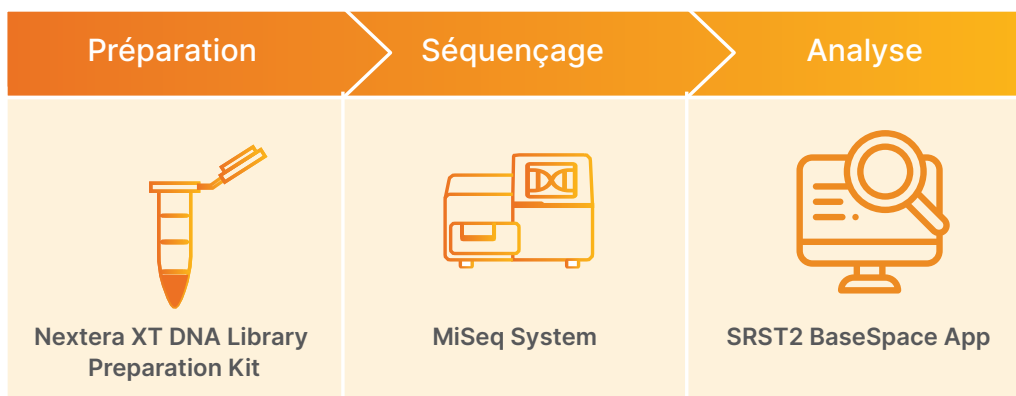 Préparation
Séquençage
Analyse
Nextera XT DNA Library
Preparation Kit
MiSeq System
SRST2 BaseSpace App